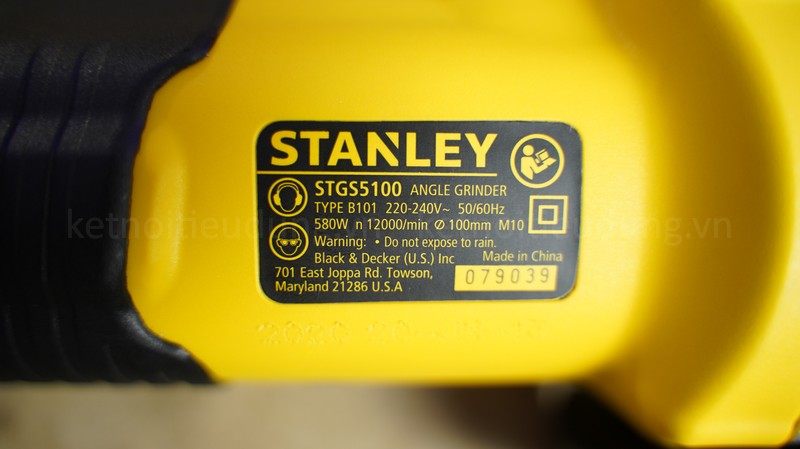 STANLEY
STGS5100 ANGLE GRINDER
TYPE B101 220-240V~ 50/60Hz
580W n 12000/min Ø 100mm M10
Warning: • Do not expose to rain.
Black & Decker (U.S.) Inc
Made in China
701 East Joppa Rd. Towson,
Maryland 21286 U.S.A
079039